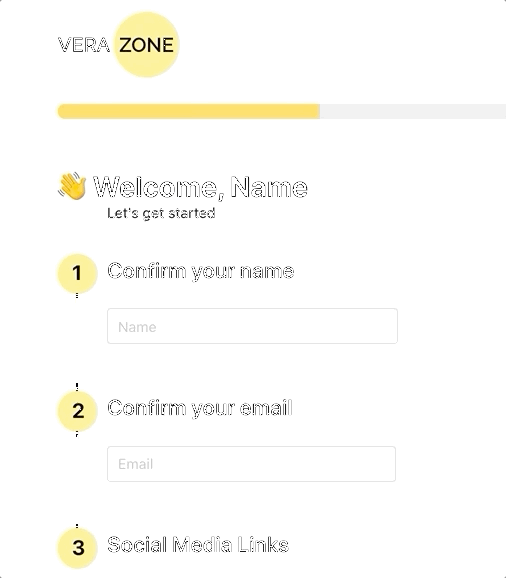 VERA ZONE
👋 Welcome, Name
Let's get started
1 Confirm your name
Name
2 Confirm your email
Email
3 Social Media Links